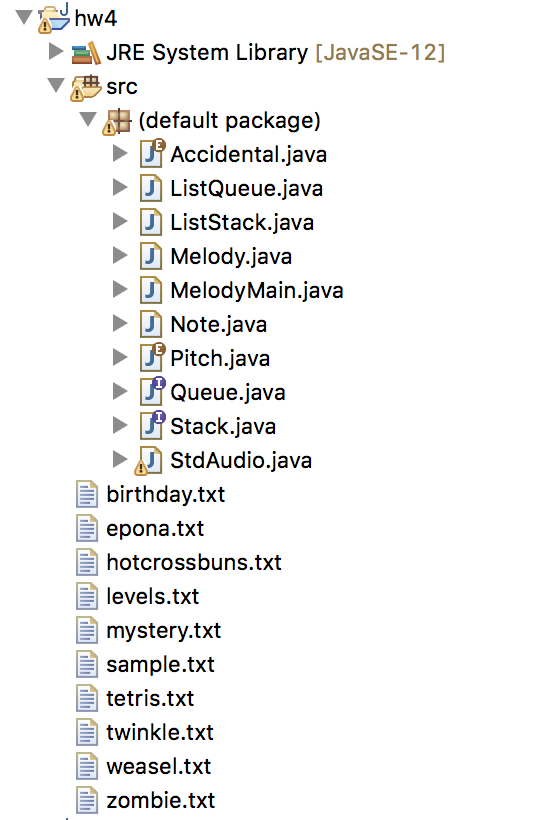 hw4
JRE System Library [JavaSE-12]
src
(default package)
Accidental.java
ListQueue.java
ListStack.java
Melody.java
MelodyMain.java
Note.java
Pitch.java
Queue.java
Stack.java
StdAudio.java
birthday.txt
epona.txt
hotcrossbuns.txt
levels.txt
mystery.txt
sample.txt
tetris.txt
twinkle.txt
weasel.txt
zombie.txt